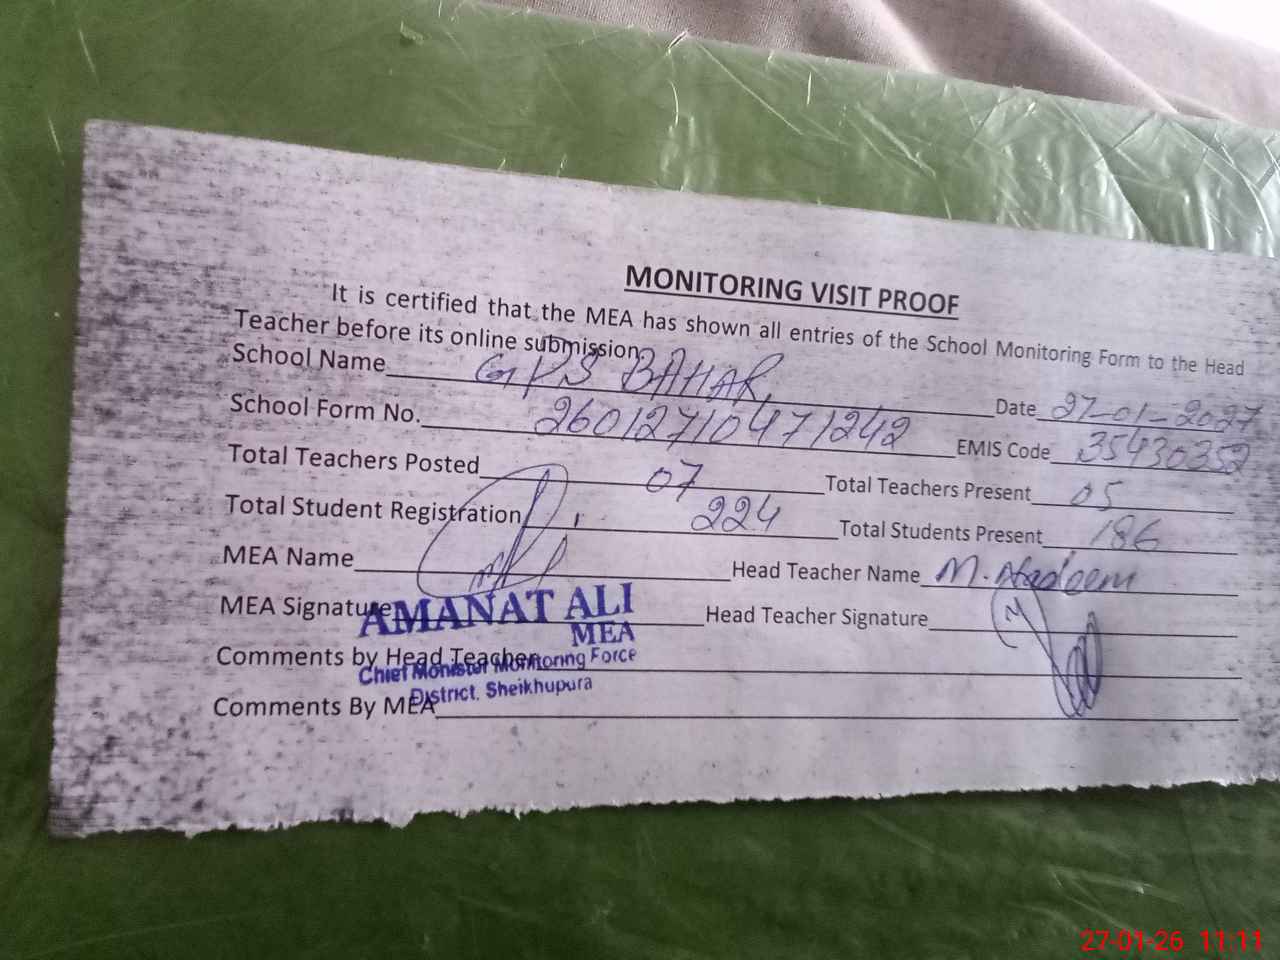 MONITORING VISIT PROOF
It is certified that the MEA has shown all entries of the School Monitoring Form to the Head
Teacher before its online submission.
School Name GPS BAHAR, Date 27-01-2027
School Form No. 26012710471242 EMIS Code 35430352
Total Teachers Posted 07 Total Teachers Present 05
Total Student Registration 224 Total Students Present 186
MEA Name Head Teacher Name M. Nadeem
MEA Signature Head Teacher Signature
AMANAT ALI
MEA
Comments by Head Teacher
Chief Minister Monitoring Force
District. Sheikhupura
Comments By MEA
27-01-26 11:11